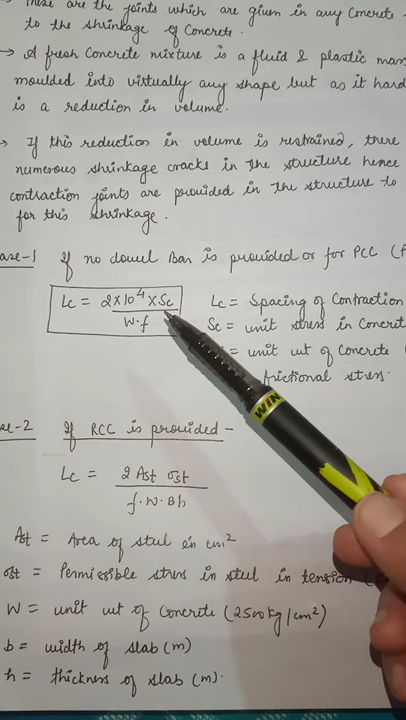 These are the joints which are given in any Concrete
to the shrinkage of Concrete.
→ A fresh Concrete mixture is a fluid & plastic mass
moulded into virtually any shape but as it hard
is a reduction in volume.
→ If this reduction in volume is restrained, there
numerous shrinkage cracks in the structure hence
contraction joints are provided in the structure to
for this shrinkage.
ase-1 If no dowel Bar is provided or for PCC (P
Lc = 2 × 10⁴ × Sc / W·f
Lc = Spacing of Contraction
Sc = unit stress in Concret
= unit wt of Concrete
frictional stress.
WIN
se-2 If RCC is provided -
Lc = 2 Ast σst / f·W·Bh
Ast = Area of steel in cm²
σst = Permissible stress in steel in tension
W = unit wt of Concrete (2500 kg/cm²)
b = width of slab (m)
h = thickness of slab (m).